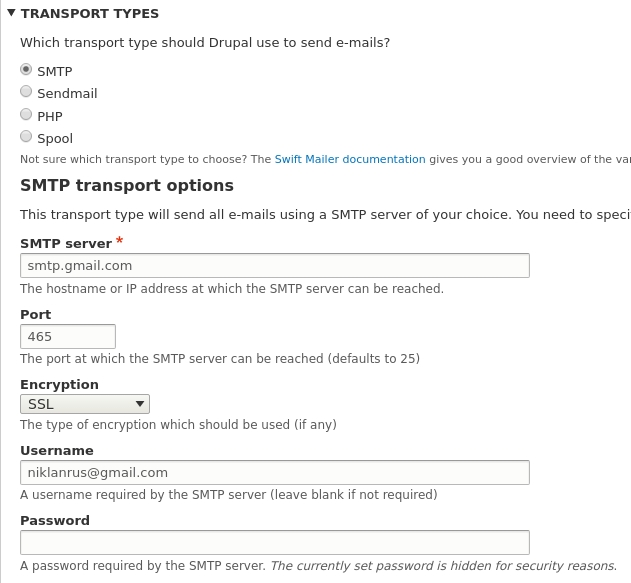 TRANSPORT TYPES
Which transport type should Drupal use to send e-mails?
SMTP
Sendmail
PHP
Spool
Not sure which transport type to choose? The Swift Mailer documentation gives you a good overview of the
SMTP transport options
This transport type will send all e-mails using a SMTP server of your choice. You need to
SMTP server *
smtp.gmail.com
The hostname or IP address at which the SMTP server can be reached.
Port
465
The port at which the SMTP server can be reached (defaults to 25)
Encryption
SSL
The type of encryption which should be used (if any)
Username
niklanrus@gmail.com
A username required by the SMTP server (leave blank if not required)
Password
A password required by the SMTP server. The currently set password is hidden for security reasons.